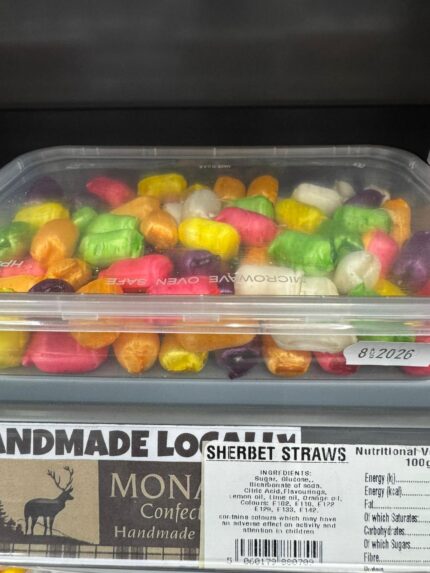 MICROWAVE OVEN SAFE
8 2026
HANDMADE LOCALLY
MONA
Confect
Handmade
SHERBET STRAWS
INGREDIENTS:
Sugar, Glucose,
Bicarbonate of soda,
Citric Acid, Flavourings,
Lemon oil, Lime oil, Orange oil,
Colours: E102, E110, E122
E129, E133, E142.
contains colours which may have
an adverse effect on activity and
attention in children
Nutritional V
100g
Energy (kj)
Energy (kcal)
Fat
Of which Saturates
Carbohydrates
Of which Sugars
Fibre